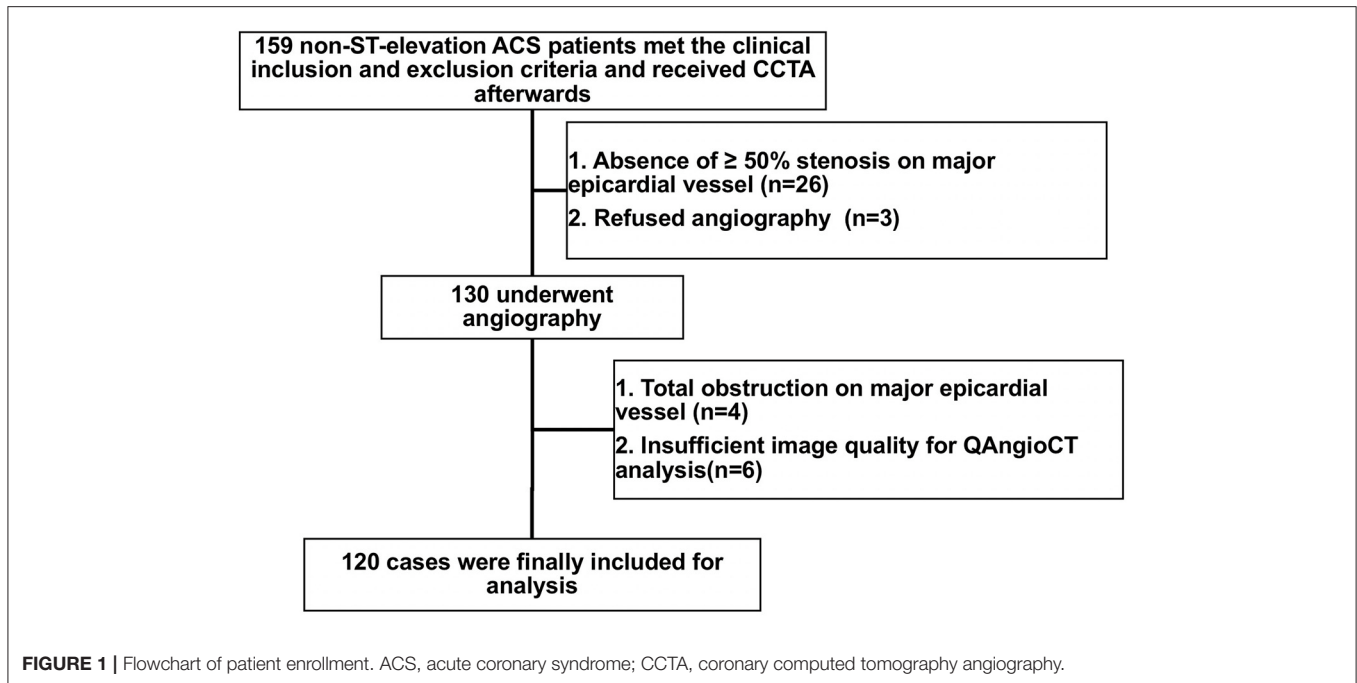 159 non-ST-elevation ACS patients met the clinical
inclusion and exclusion criteria and received CCTA
afterwards
1. Absence of ≥ 50% stenosis on major
epicardial vessel (n=26)
2. Refused angiography (n=3)
130 underwent
angiography
1. Total obstruction on major epicardial
vessel (n=4)
2. Insufficient image quality for QAngioCT
analysis(n=6)
120 cases were finally included for
analysis
FIGURE 1 | Flowchart of patient enrollment. ACS, acute coronary syndrome; CCTA, coronary computed tomography angiography.